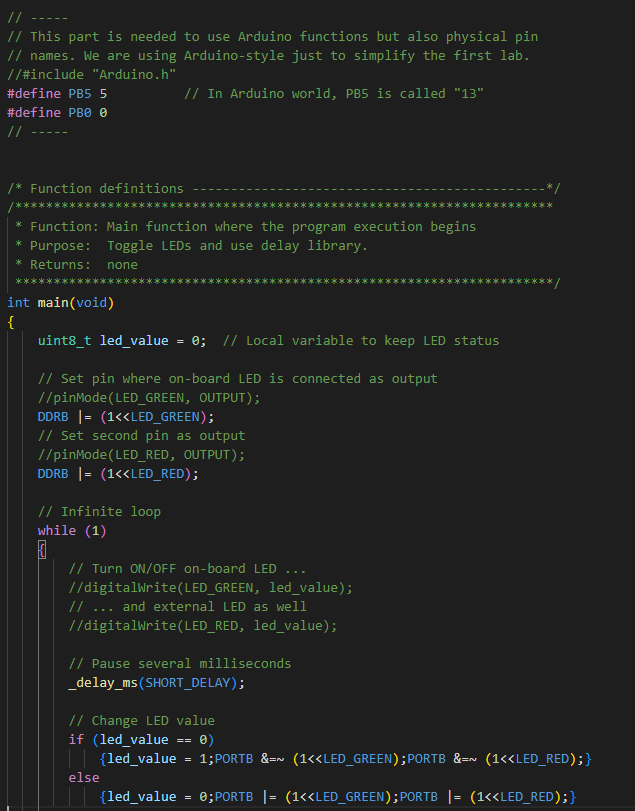 // -----
// This part is needed to use Arduino functions but also physical pin
// names. We are using Arduino-style just to simplify the first lab.
//#include "Arduino.h"
#define PB5 5          // In Arduino world, PB5 is called "13"
#define PB0 0
// -----
/* Function definitions ----------------------------------------------*/
/**********************************************************************
 * Function: Main function where the program execution begins
 * Purpose:  Toggle LEDs and use delay library.
 * Returns:  none
 **********************************************************************/
int main(void)
{
    uint8_t led_value = 0;  // Local variable to keep LED status
    // Set pin where on-board LED is connected as output
    //pinMode(LED_GREEN, OUTPUT);
    DDRB |= (1<<LED_GREEN);
    // Set second pin as output
    //pinMode(LED_RED, OUTPUT);
    DDRB |= (1<<LED_RED);
    // Infinite loop
    while (1)
    {
        // Turn ON/OFF on-board LED ...
        //digitalWrite(LED_GREEN, led_value);
        // ... and external LED as well
        //digitalWrite(LED_RED, led_value);
        // Pause several milliseconds
        _delay_ms(SHORT_DELAY);
        // Change LED value
        if (led_value == 0)
            {led_value = 1;PORTB &=~ (1<<LED_GREEN);PORTB &=~ (1<<LED_RED);}
        else
            {led_value = 0;PORTB |= (1<<LED_GREEN);PORTB |= (1<<LED_RED);}